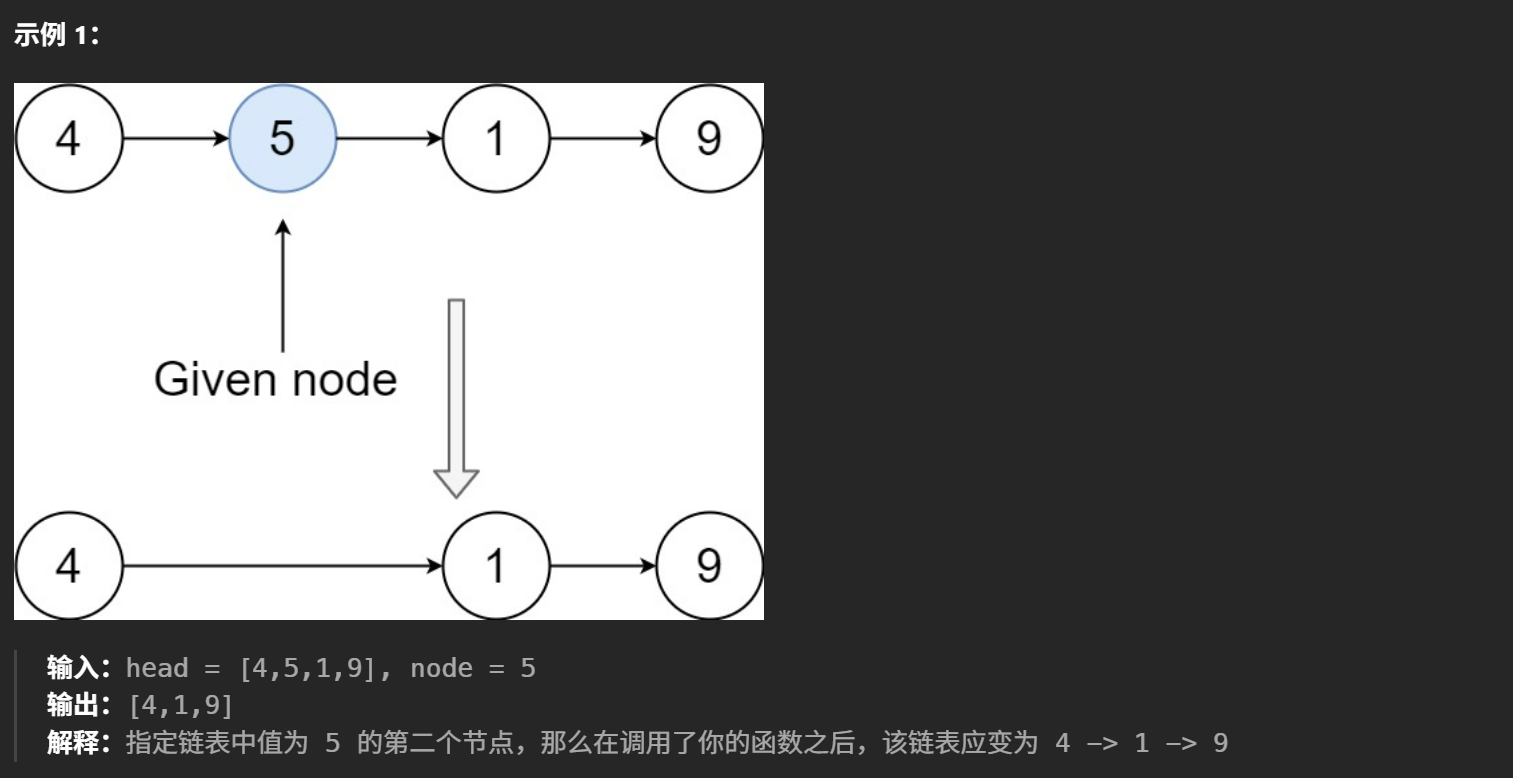 示例 1：
4 5 1 9
Given node
4 1 9
输入：head = [4,5,1,9], node = 5
输出：[4,1,9]
解释：指定链表中值为 5 的第二个节点，那么在调用了你的函数之后，该链表应变为 4 -> 1 -> 9